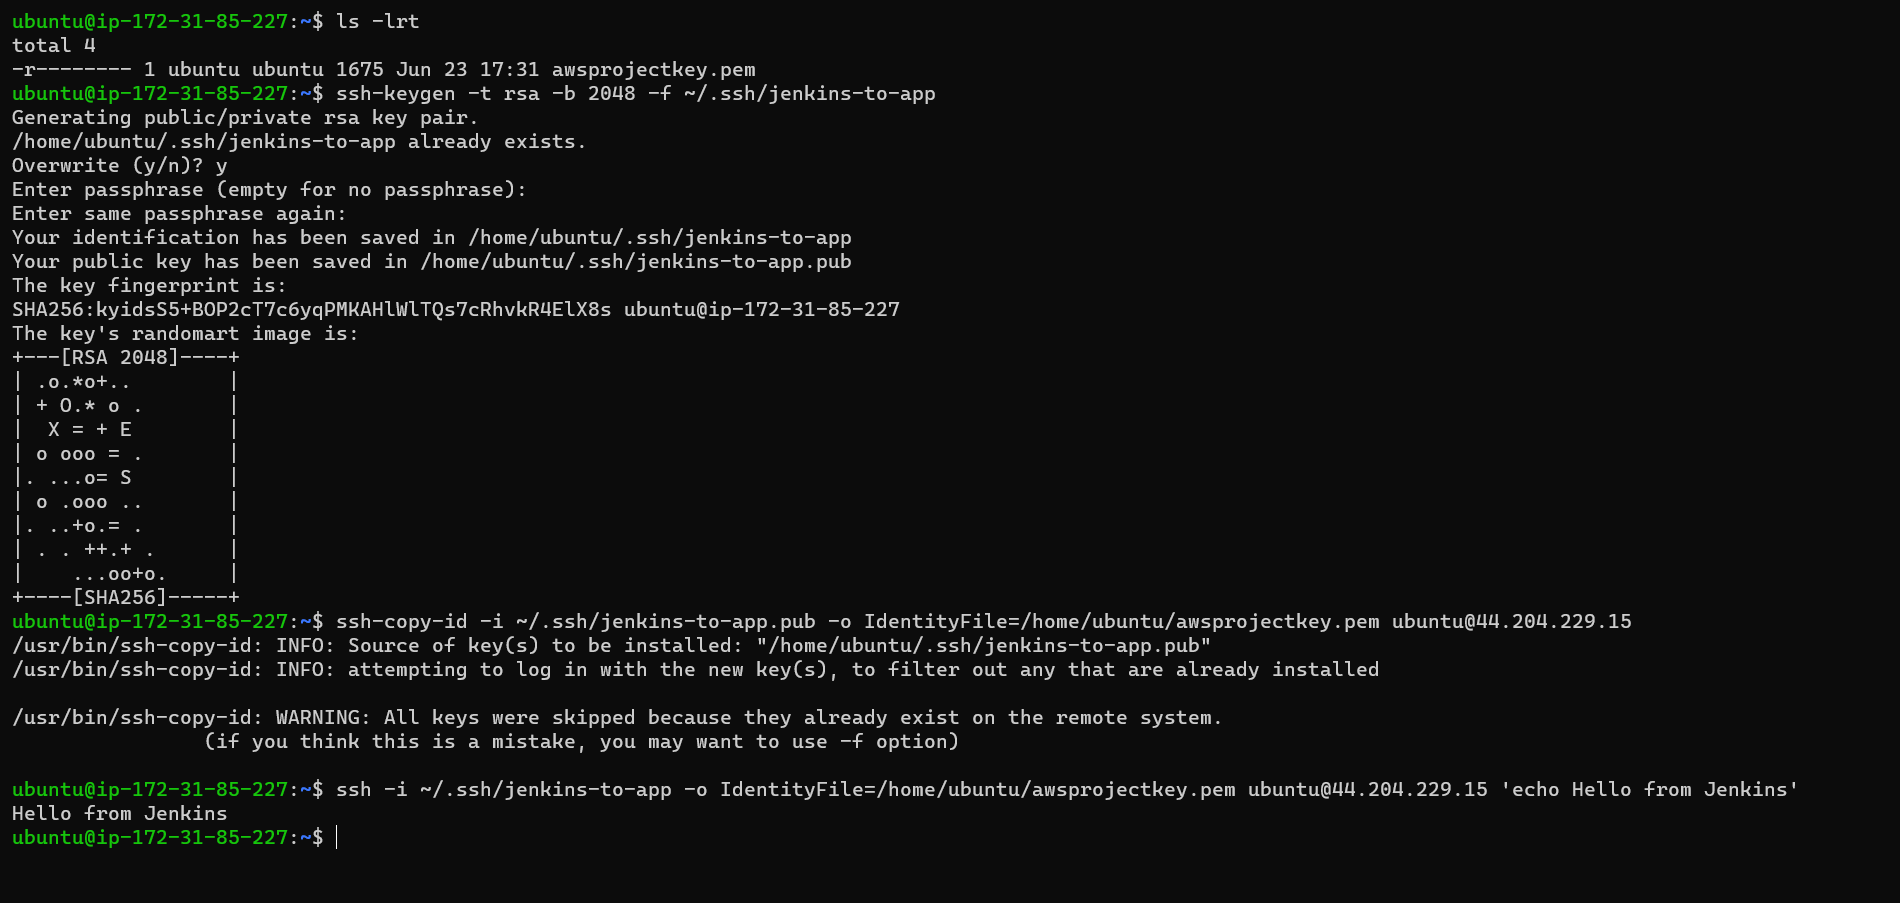 ubuntu@ip-172-31-85-227:~$ ls -lrt
total 4
-r-------- 1 ubuntu ubuntu 1675 Jun 23 17:31 awsprojectkey.pem
ubuntu@ip-172-31-85-227:~$ ssh-keygen -t rsa -b 2048 -f ~/.ssh/jenkins-to-app
Generating public/private rsa key pair.
/home/ubuntu/.ssh/jenkins-to-app already exists.
Overwrite (y/n)? y
Enter passphrase (empty for no passphrase):
Enter same passphrase again:
Your identification has been saved in /home/ubuntu/.ssh/jenkins-to-app
Your public key has been saved in /home/ubuntu/.ssh/jenkins-to-app.pub
The key fingerprint is:
SHA256:kyidsS5+BOP2cT7c6yqPMKAHlWlTQs7cRhvkR4ElX8s ubuntu@ip-172-31-85-227
The key's randomart image is:
+---[RSA 2048]----+
| .o.*o+..        |
| + O.* o .       |
|  X = + E        |
| o ooo = .       |
|. ...o= S        |
| o .ooo ..       |
|. ..+o.= .       |
| . . ++.+ .      |
|    ...oo+o.     |
+----[SHA256]-----+
ubuntu@ip-172-31-85-227:~$ ssh-copy-id -i ~/.ssh/jenkins-to-app.pub -o IdentityFile=/home/ubuntu/awsprojectkey.pem ubuntu@44.204.229.15
/usr/bin/ssh-copy-id: INFO: Source of key(s) to be installed: "/home/ubuntu/.ssh/jenkins-to-app.pub"
/usr/bin/ssh-copy-id: INFO: attempting to log in with the new key(s), to filter out any that are already installed
/usr/bin/ssh-copy-id: WARNING: All keys were skipped because they already exist on the remote system.
                (if you think this is a mistake, you may want to use -f option)
ubuntu@ip-172-31-85-227:~$ ssh -i ~/.ssh/jenkins-to-app -o IdentityFile=/home/ubuntu/awsprojectkey.pem ubuntu@44.204.229.15 'echo Hello from Jenkins'
Hello from Jenkins
ubuntu@ip-172-31-85-227:~$